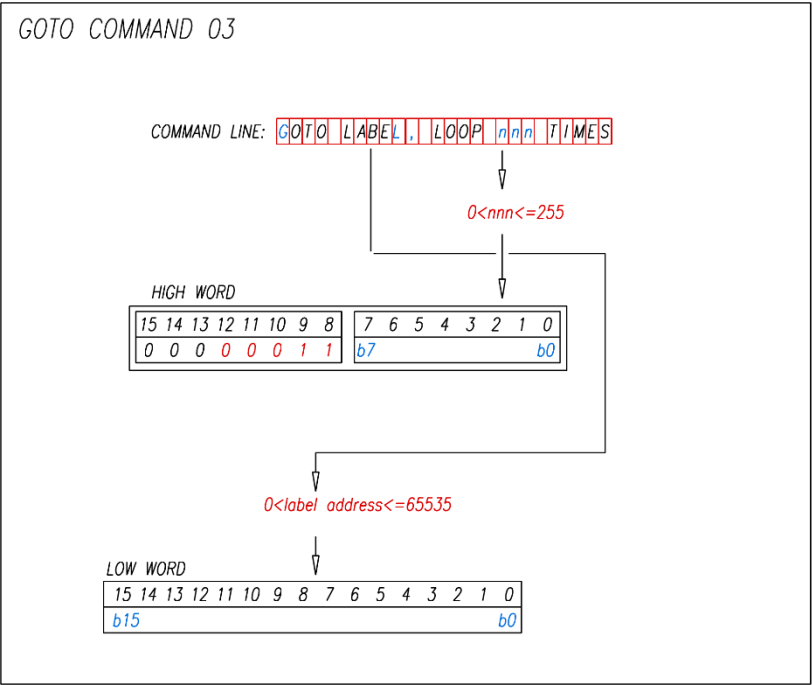 GOTO COMMAND 03
COMMAND LINE: GOTO LABEL, LOOP nnn TIMES
0<nnn<=255
HIGH WORD
15 14 13 12 11 10 9 8 7 6 5 4 3 2 1 0
0 0 0 0 0 0 1 1 b7 b0
0<label address<=65535
LOW WORD
15 14 13 12 11 10 9 8 7 6 5 4 3 2 1 0
b15 b0